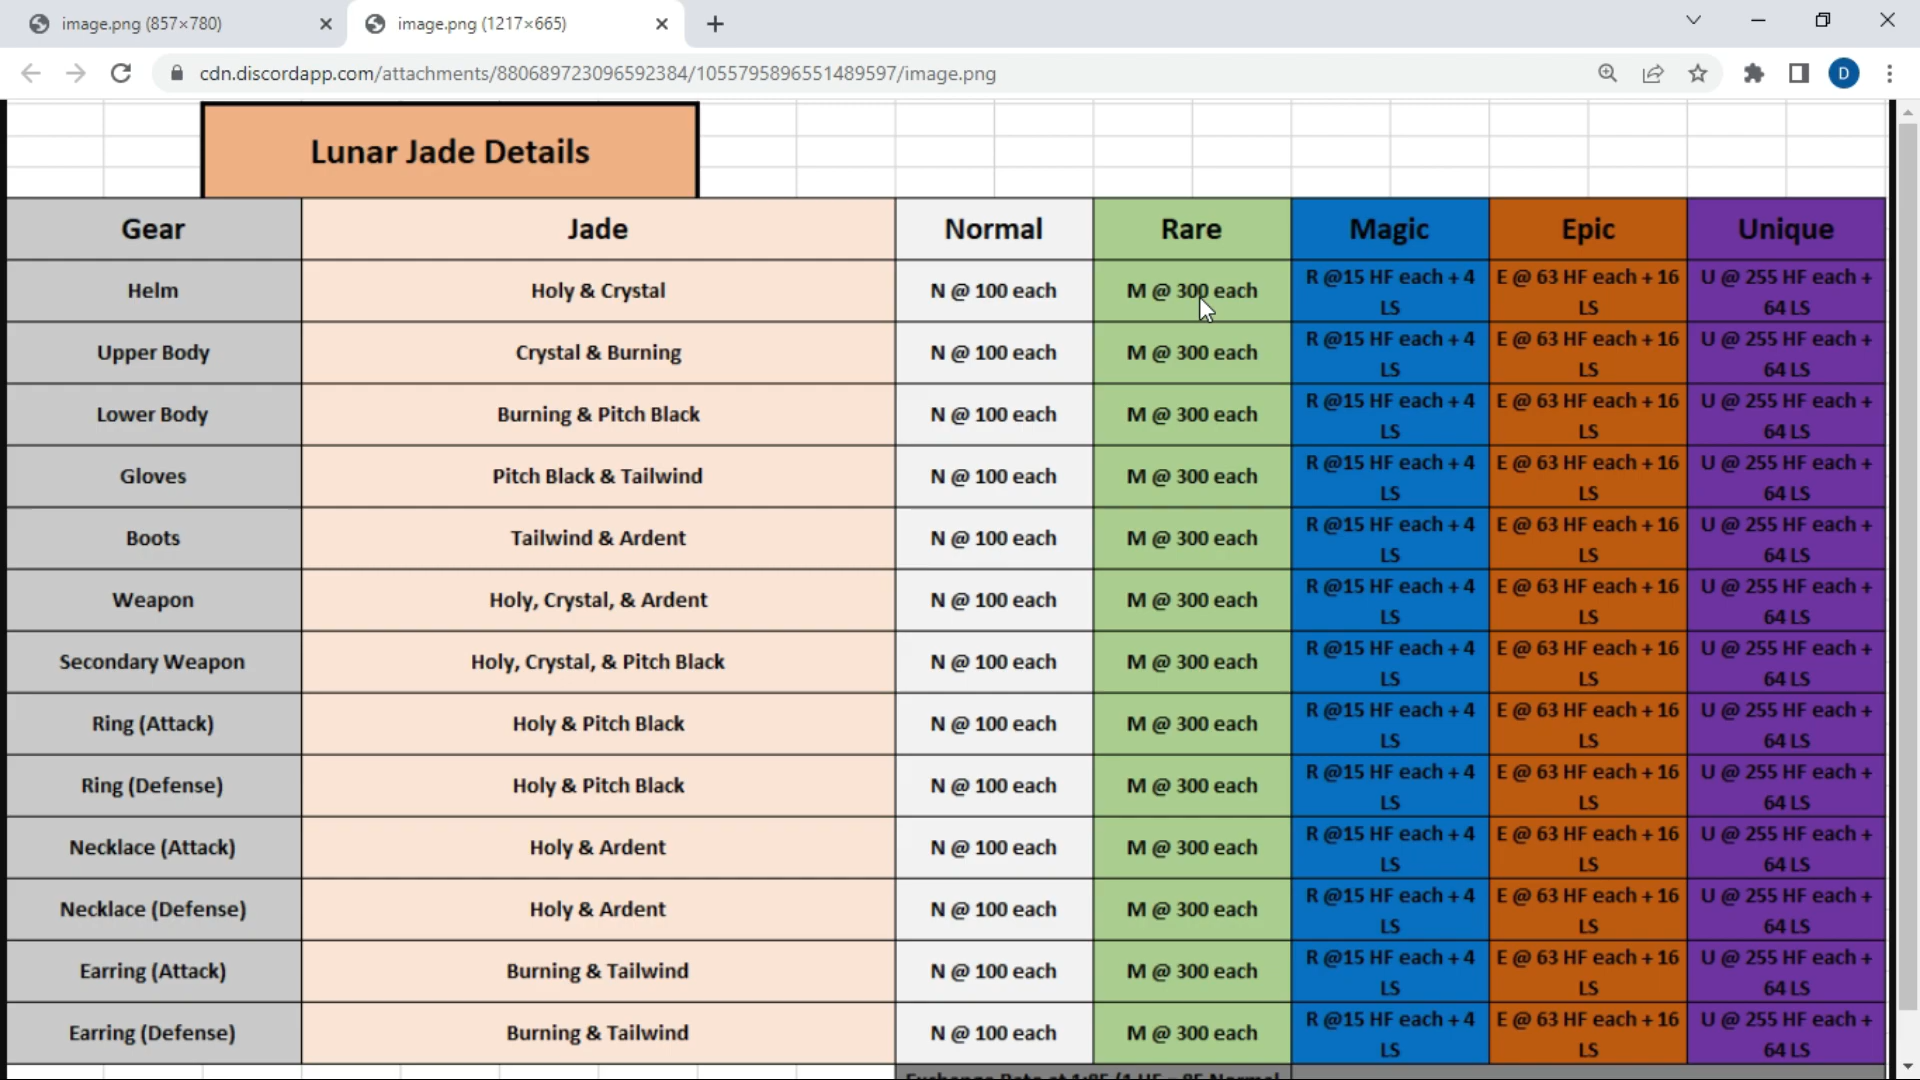 image.png (857×780)
image.png (1217×665)
cdn.discordapp.com/attachments/880689723096592384/1055795896551489597/image.png
D
Lunar Jade Details
Gear Jade Normal Rare Magic Epic Unique
Helm Holy & Crystal N @ 100 each M @ 300 each R @15 HF each + 4 LS E @ 63 HF each + 16 LS U @ 255 HF each + 64 LS
Upper Body Crystal & Burning N @ 100 each M @ 300 each R @15 HF each + 4 LS E @ 63 HF each + 16 LS U @ 255 HF each + 64 LS
Lower Body Burning & Pitch Black N @ 100 each M @ 300 each R @15 HF each + 4 LS E @ 63 HF each + 16 LS U @ 255 HF each + 64 LS
Gloves Pitch Black & Tailwind N @ 100 each M @ 300 each R @15 HF each + 4 LS E @ 63 HF each + 16 LS U @ 255 HF each + 64 LS
Boots Tailwind & Ardent N @ 100 each M @ 300 each R @15 HF each + 4 LS E @ 63 HF each + 16 LS U @ 255 HF each + 64 LS
Weapon Holy, Crystal, & Ardent N @ 100 each M @ 300 each R @15 HF each + 4 LS E @ 63 HF each + 16 LS U @ 255 HF each + 64 LS
Secondary Weapon Holy, Crystal, & Pitch Black N @ 100 each M @ 300 each R @15 HF each + 4 LS E @ 63 HF each + 16 LS U @ 255 HF each + 64 LS
Ring (Attack) Holy & Pitch Black N @ 100 each M @ 300 each R @15 HF each + 4 LS E @ 63 HF each + 16 LS U @ 255 HF each + 64 LS
Ring (Defense) Holy & Pitch Black N @ 100 each M @ 300 each R @15 HF each + 4 LS E @ 63 HF each + 16 LS U @ 255 HF each + 64 LS
Necklace (Attack) Holy & Ardent N @ 100 each M @ 300 each R @15 HF each + 4 LS E @ 63 HF each + 16 LS U @ 255 HF each + 64 LS
Necklace (Defense) Holy & Ardent N @ 100 each M @ 300 each R @15 HF each + 4 LS E @ 63 HF each + 16 LS U @ 255 HF each + 64 LS
Earring (Attack) Burning & Tailwind N @ 100 each M @ 300 each R @15 HF each + 4 LS E @ 63 HF each + 16 LS U @ 255 HF each + 64 LS
Earring (Defense) Burning & Tailwind N @ 100 each M @ 300 each R @15 HF each + 4 LS E @ 63 HF each + 16 LS U @ 255 HF each + 64 LS